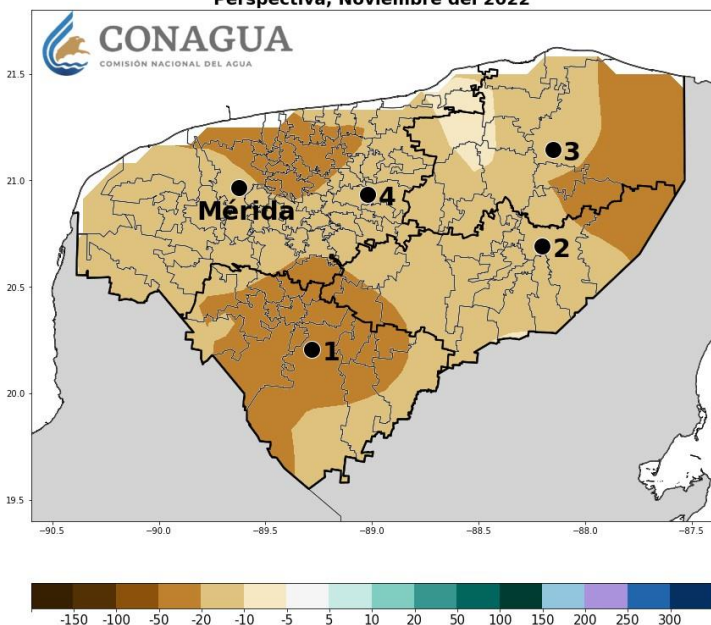 Perspectiva, Noviembre del 2022
CONAGUA
COMISIÓN NACIONAL DEL AGUA
21.5
21.0
20.5
20.0
19.5
3
4
Mérida
2
1
−90.5 −90.0 −89.5 −89.0 −88.5 −88.0 −87.5
-150 -100 -50 -20 -10 -5 5 10 20 50 100 150 200 250 300